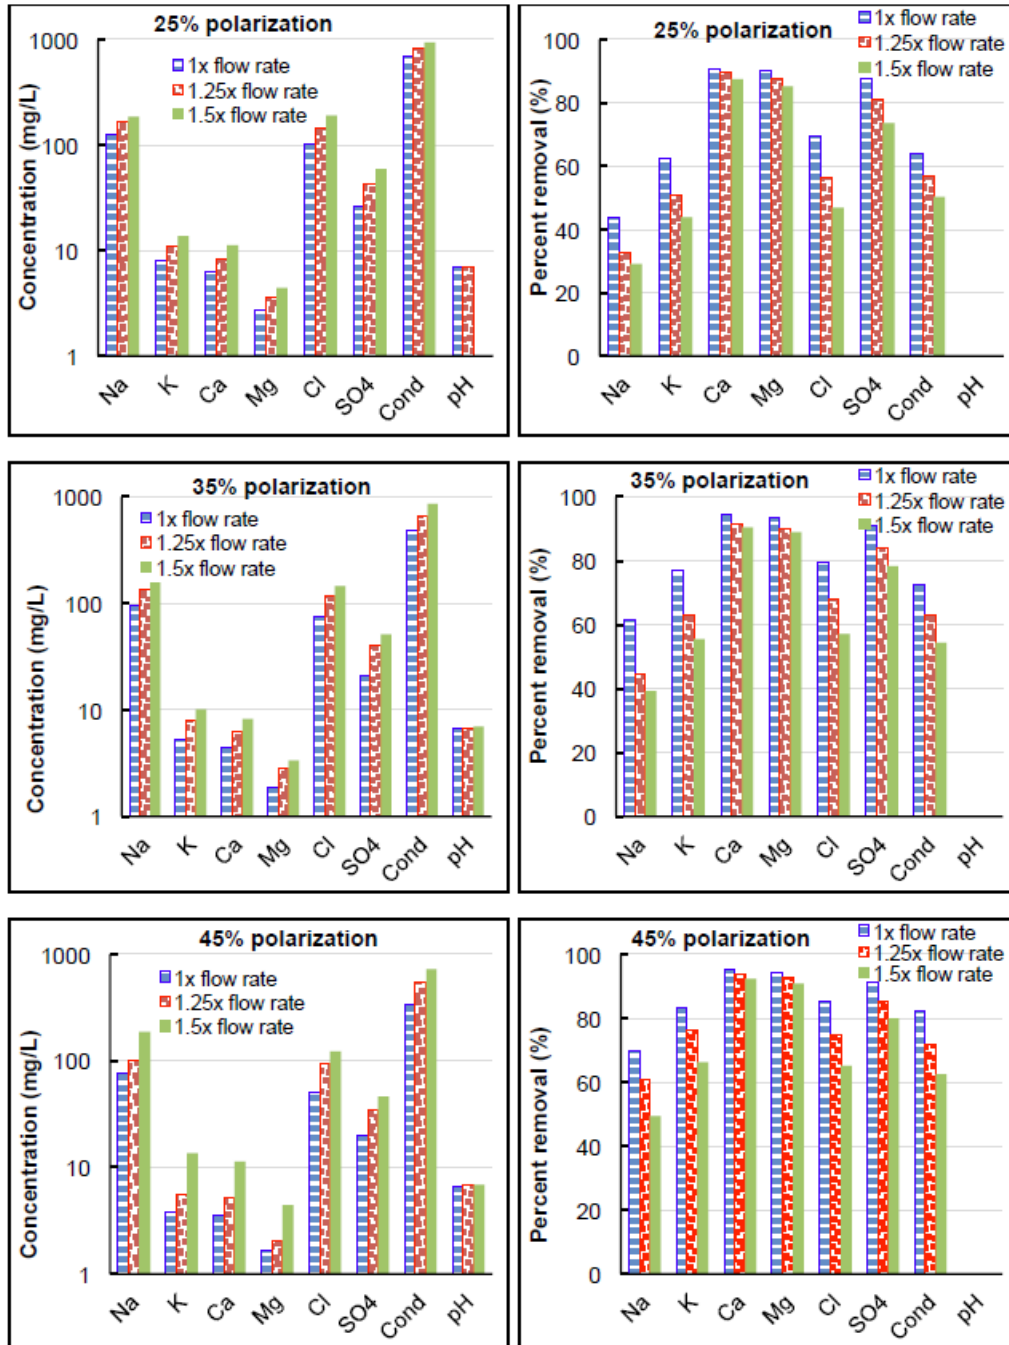 25% polarization
1x flow rate
1.25x flow rate
1.5x flow rate
Concentration (mg/L)
1000
100
10
1
Na K Ca Mg Cl SO4 Cond pH
25% polarization
1x flow rate
1.25x flow rate
1.5x flow rate
Percent removal (%)
100
80
60
40
20
0
Na K Ca Mg Cl SO4 Cond pH
35% polarization
1x flow rate
1.25x flow rate
1.5x flow rate
Concentration (mg/L)
1000
100
10
1
Na K Ca Mg Cl SO4 Cond pH
35% polarization
1x flow rate
1.25x flow rate
1.5x flow rate
Percent removal (%)
100
80
60
40
20
0
Na K Ca Mg Cl SO4 Cond pH
45% polarization
1x flow rate
1.25x flow rate
1.5x flow rate
Concentration (mg/L)
1000
100
10
1
Na K Ca Mg Cl SO4 Cond pH
45% polarization
1x flow rate
1.25x flow rate
1.5x flow rate
Percent removal (%)
100
80
60
40
20
0
Na K Ca Mg Cl SO4 Cond pH